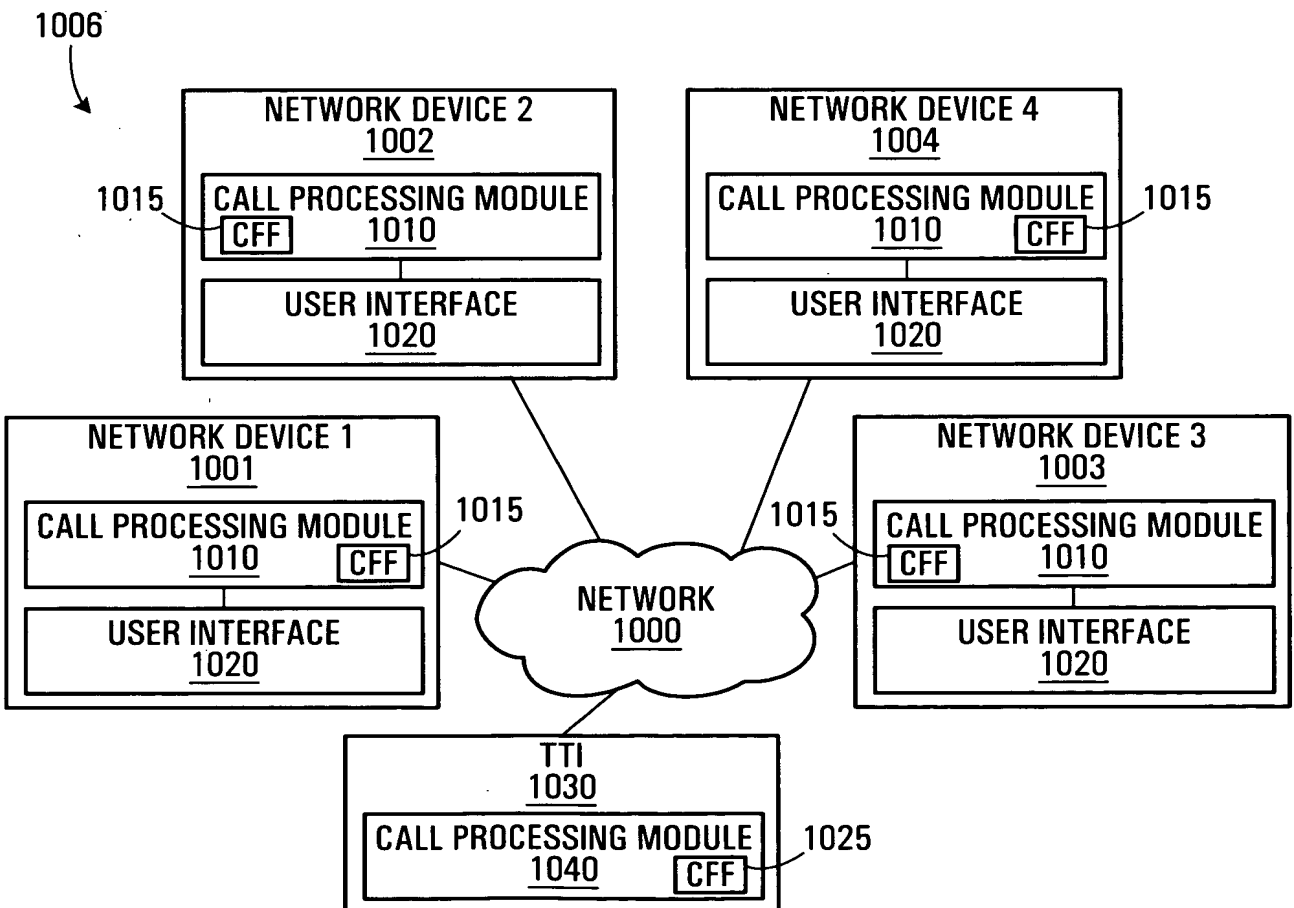 1006
NETWORK DEVICE 2
1002
1015
CALL PROCESSING MODULE
CFF
1010
USER INTERFACE
1020
NETWORK DEVICE 4
1004
CALL PROCESSING MODULE
1010
CFF
1015
USER INTERFACE
1020
NETWORK DEVICE 1
1001
CALL PROCESSING MODULE
1010
CFF
1015
USER INTERFACE
1020
NETWORK
1000
NETWORK DEVICE 3
1003
1015
CALL PROCESSING MODULE
CFF
1010
USER INTERFACE
1020
TTI
1030
CALL PROCESSING MODULE
1040
CFF
1025